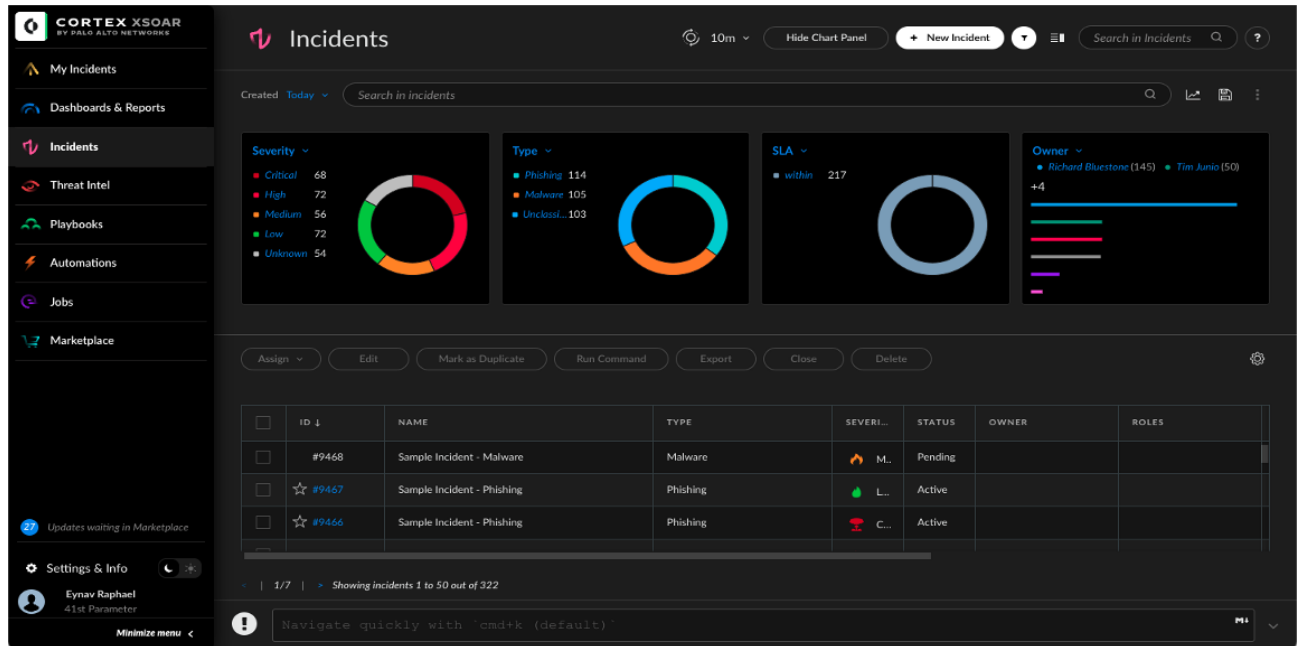 CORTEX XSOAR
BY PALO ALTO NETWORKS
My Incidents
Dashboards & Reports
Incidents
Threat Intel
Playbooks
Automations
Jobs
Marketplace
27 Updates waiting in Marketplace
Settings & Info
Eynav Raphael
41st Parameter
Minimize menu <
Incidents
10m
Hide Chart Panel
+ New Incident
Search in Incidents
?
Created Today
Search in incidents
Severity
Critical 68
High 72
Medium 56
Low 72
Unknown 54
Type
Phishing 114
Malware 105
Unclassi...103
SLA
within 217
Owner
Richard Bluestone (145) Tim Junio (50)
+4
Assign Edit Mark as Duplicate Run Command Export Close Delete
ID ↓ NAME TYPE SEVERI... STATUS OWNER ROLES
#9468 Sample Incident - Malware Malware M... Pending
#9467 Sample Incident - Phishing Phishing L... Active
#9466 Sample Incident - Phishing Phishing C... Active
| 1/7 | > Showing incidents 1 to 50 out of 322
! Navigate quickly with `cmd+k (default)`
M↓